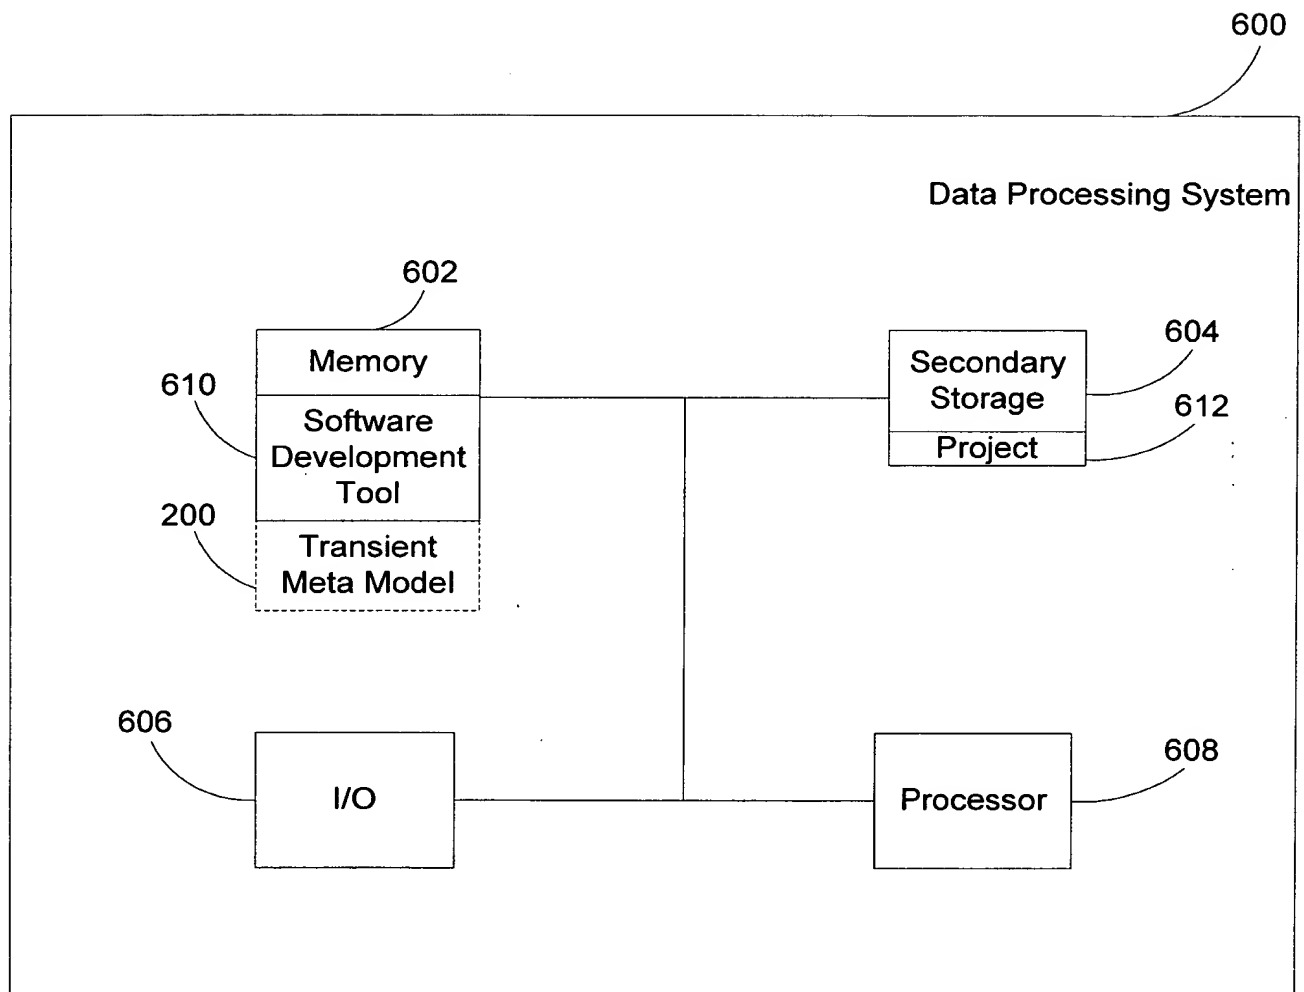 600
Data Processing System
602
Memory
610
Software
Development
Tool
200
Transient
Meta Model
604
Secondary
Storage
612
Project
606
I/O
608
Processor